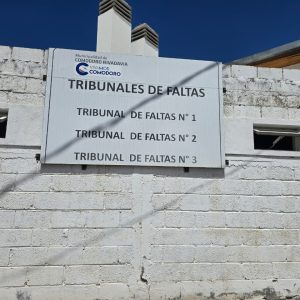 Municipalidad de
COMODORO RIVADAVIA
COMODORO
TRIBUNALES DE FALTAS
TRIBUNAL DE FALTAS N° 1
TRIBUNAL DE FALTAS N° 2
TRIBUNAL DE FALTAS N° 3